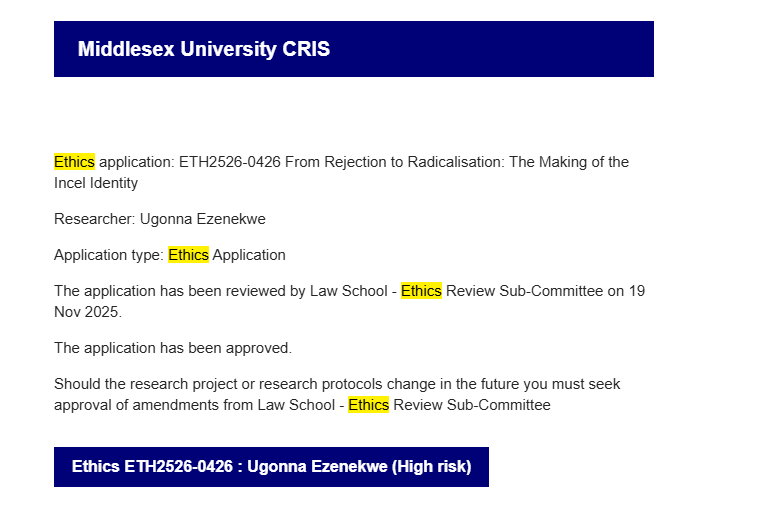 Middlesex University CRIS
Ethics application: ETH2526-0426 From Rejection to Radicalisation: The Making of the
Incel Identity
Researcher: Ugonna Ezenekwe
Application type: Ethics Application
The application has been reviewed by Law School - Ethics Review Sub-Committee on 19
Nov 2025.
The application has been approved.
Should the research project or research protocols change in the future you must seek
approval of amendments from Law School - Ethics Review Sub-Committee
Ethics ETH2526-0426 : Ugonna Ezenekwe (High risk)